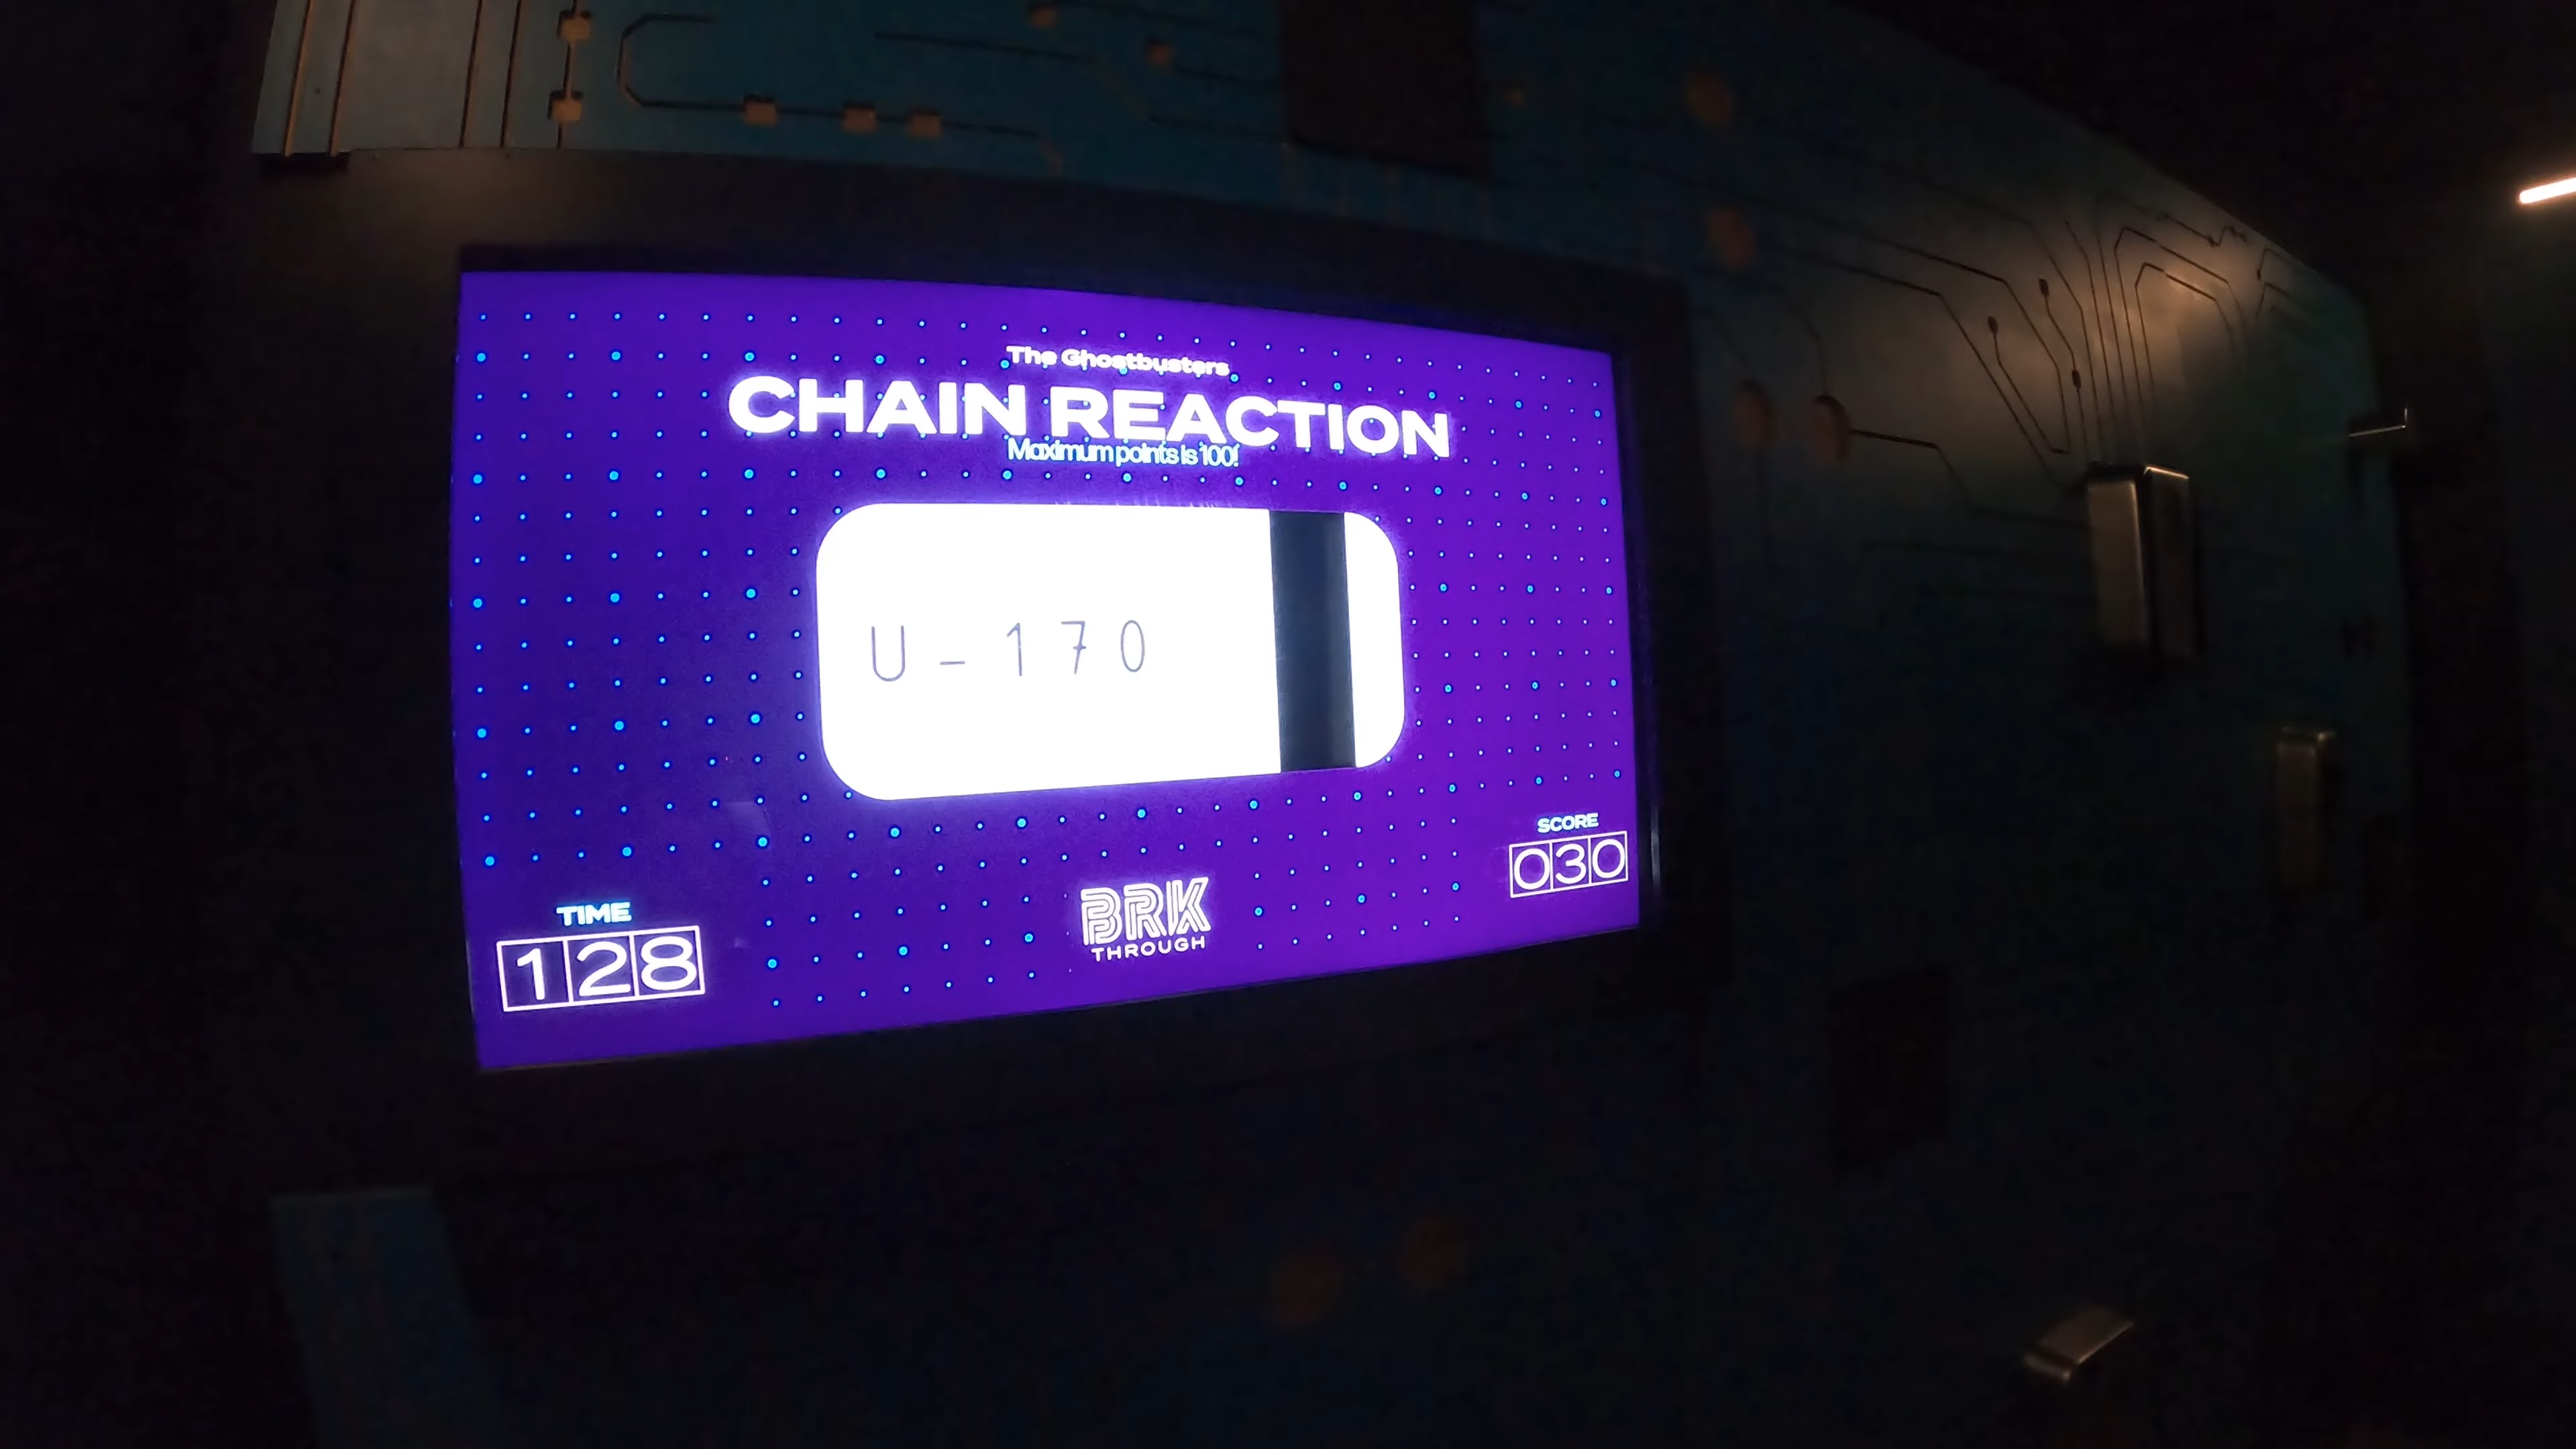 The Ghostbusters
CHAIN REACTION
Maximum points is 100!
U - 170
TIME
128
SCORE
030
BRK
THROUGH